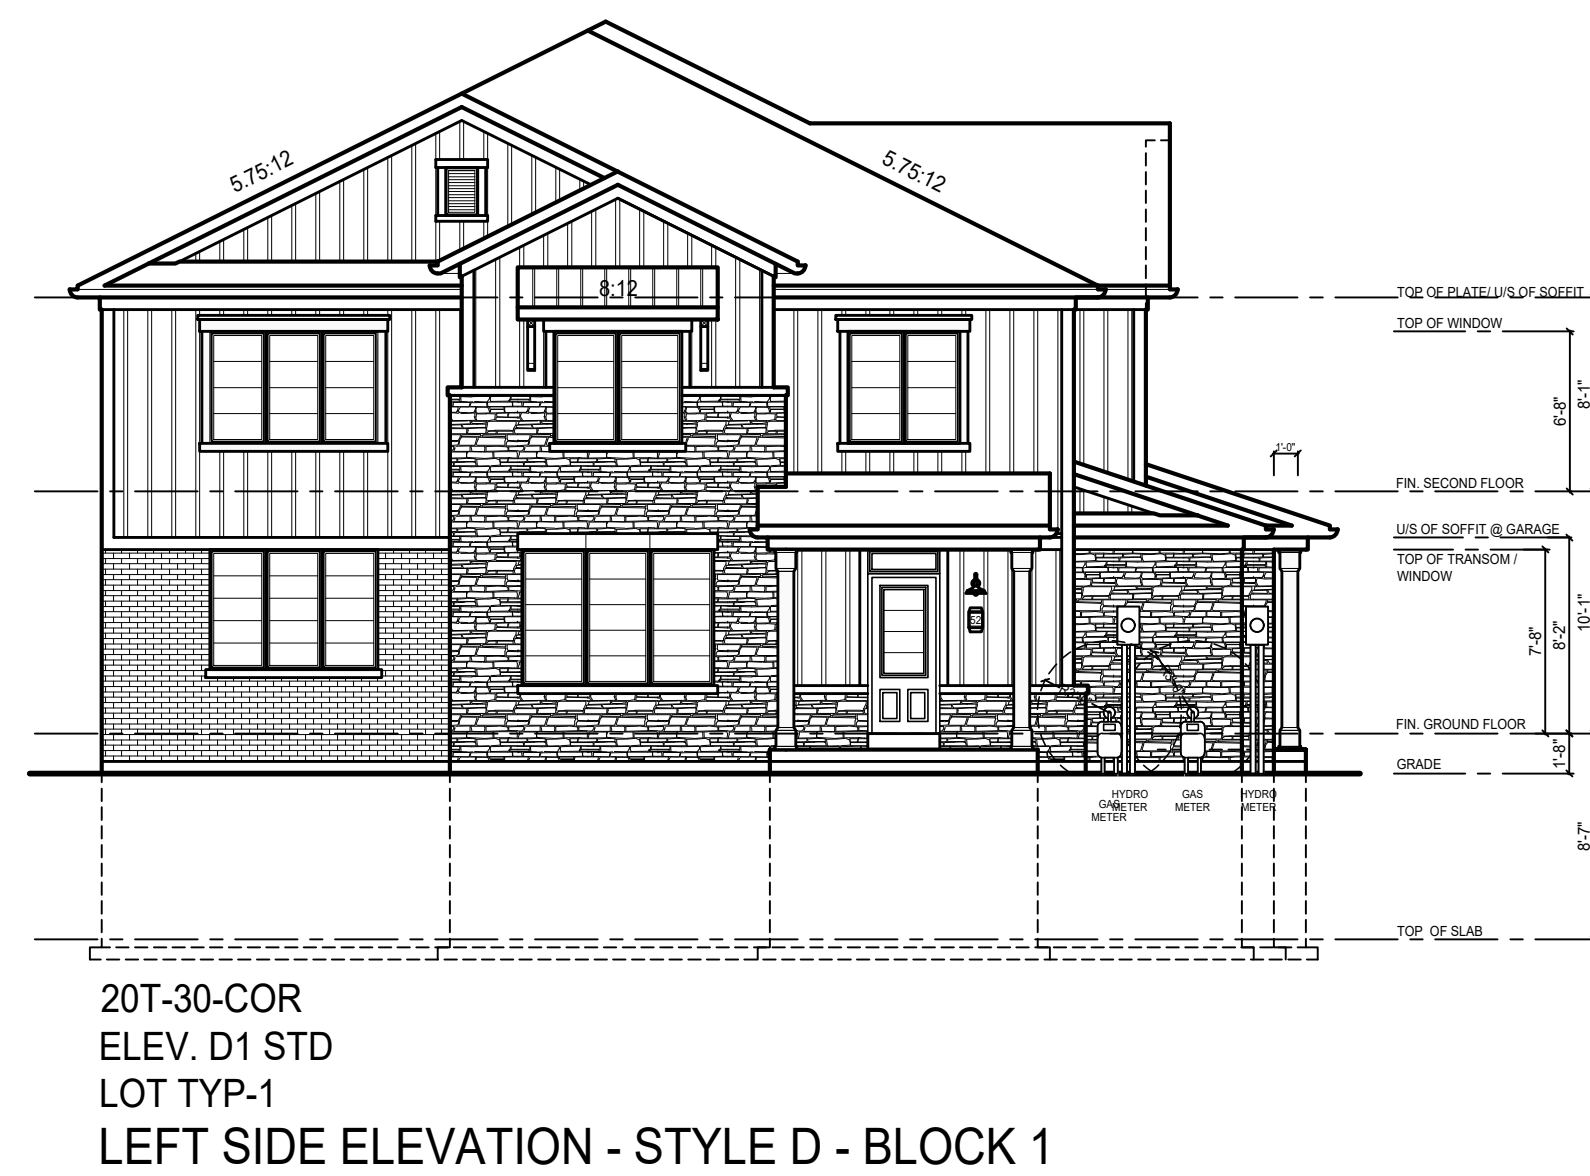 5.75:12
5.75:12
8:12
TOP OF PLATE/ U/S OF SOFFIT
TOP OF WINDOW
6'-8"
8'-1"
1'-0"
FIN. SECOND FLOOR
U/S OF SOFFIT @ GARAGE
TOP OF TRANSOM /
WINDOW
52
7'-8"
8'-2"
10'-1"
FIN. GROUND FLOOR
1'-8"
GRADE
HYDRO
METER
GAS
METER
GAS
METER
HYDRO
METER
8'-7"
TOP OF SLAB
20T-30-COR
ELEV. D1 STD
LOT TYP-1
LEFT SIDE ELEVATION - STYLE D - BLOCK 1